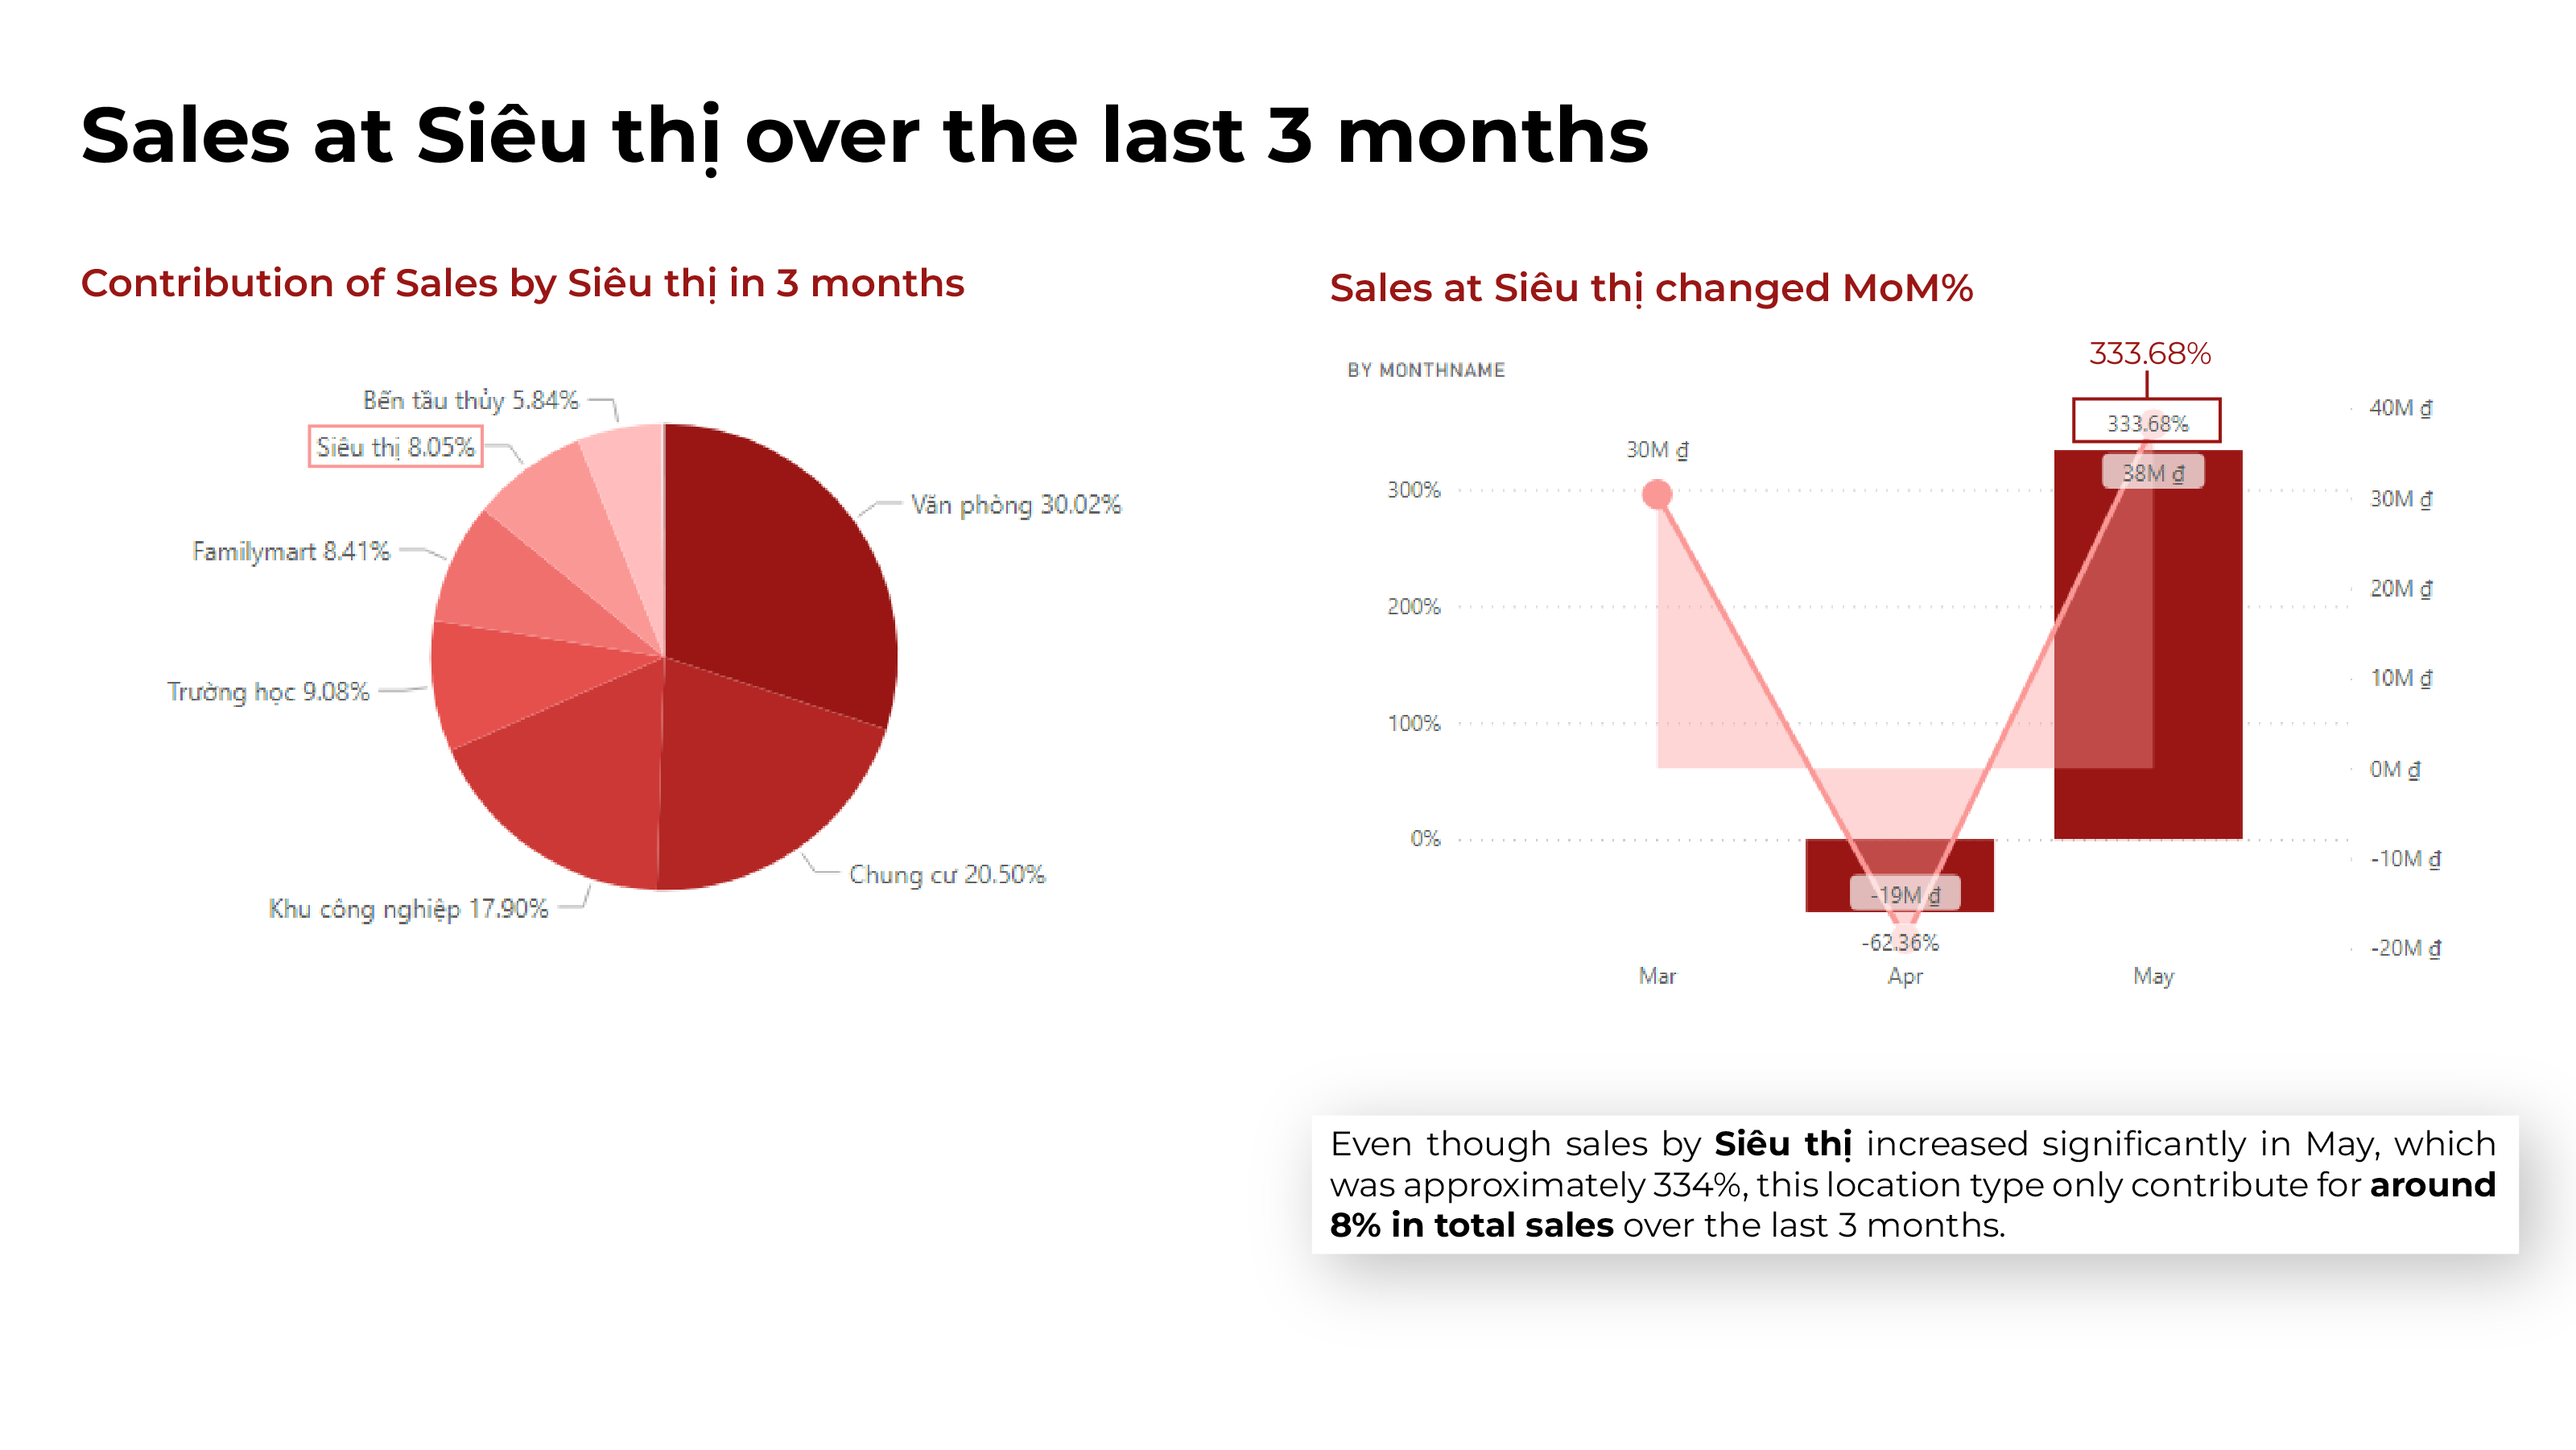 Sales at Siêu thị over the last 3 months
Contribution of Sales by Siêu thị in 3 months
Bến tầu thủy 5.84%
Siêu thị 8.05%
Văn phòng 30.02%
Familymart 8.41%
Trường học 9.08%
Chung cư 20.50%
Khu công nghiệp 17.90%
Sales at Siêu thị changed MoM%
BY MONTHNAME
333.68%
333.68%
40M ₫
30M ₫
38M ₫
300%
30M ₫
200%
20M ₫
10M ₫
100%
0M ₫
0%
-10M ₫
-19M ₫
-62.36%
-20M ₫
Mar
Apr
May
Even though sales by Siêu thị increased significantly in May, which
was approximately 334%, this location type only contribute for around
8% in total sales over the last 3 months.